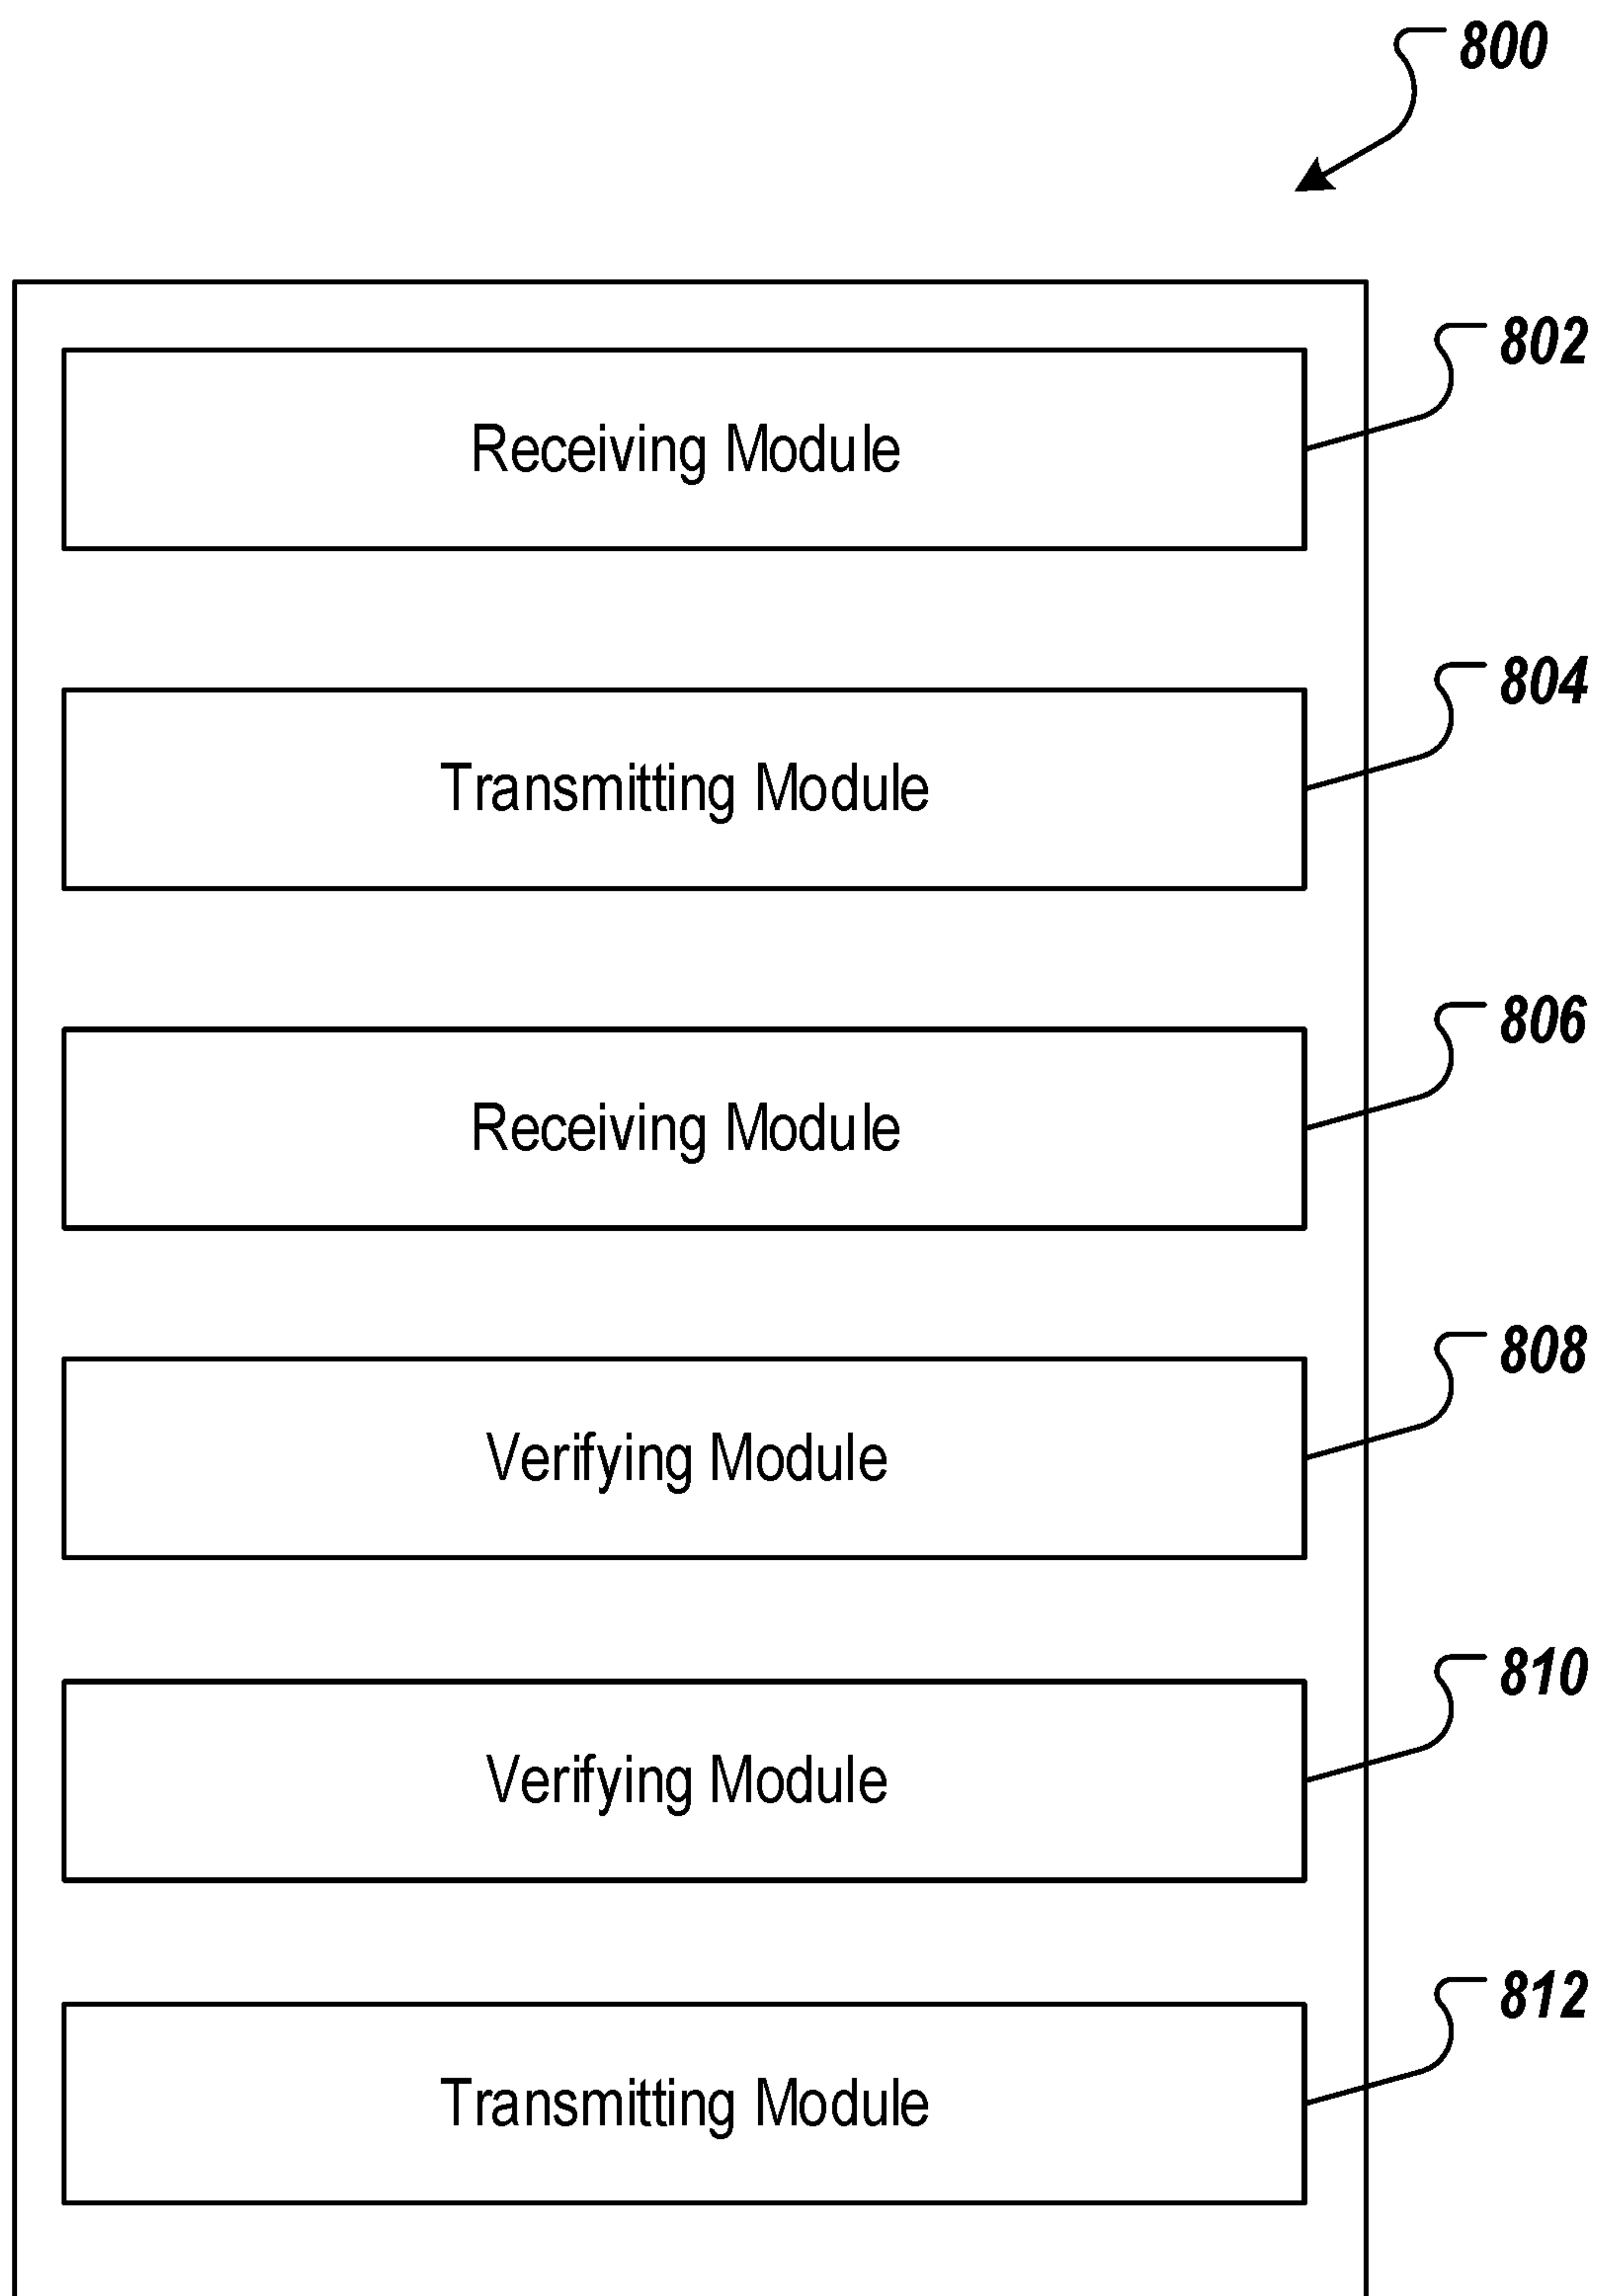 800
802
Receiving Module
804
Transmitting Module
806
Receiving Module
808
Verifying Module
810
Verifying Module
812
Transmitting Module